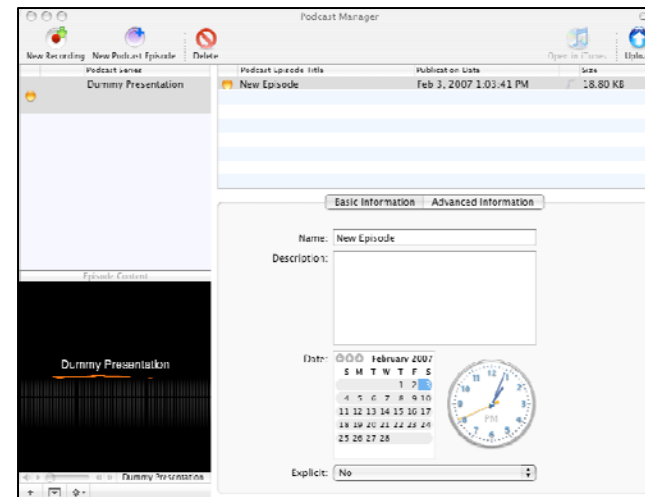 Podcast Manager
New Recording New Podcast Episode Delete Open in iTunes
Podcast Series
Dummy Presentation
Podcast Episode Title Publication Date Size
New Episode Feb 3, 2007 1:03:41 PM 18.80 KB
Basic Information Advanced Information
Name: New Episode
Description:
Episode Content
Dummy Presentation
Date: February 2007
S M T W T F S
1 2 3
4 5 6 7 8 9 10
11 12 13 14 15 16 17
18 19 20 21 22 23 24
25 26 27 28
12
PM
Explicit: No
Dummy Presentation